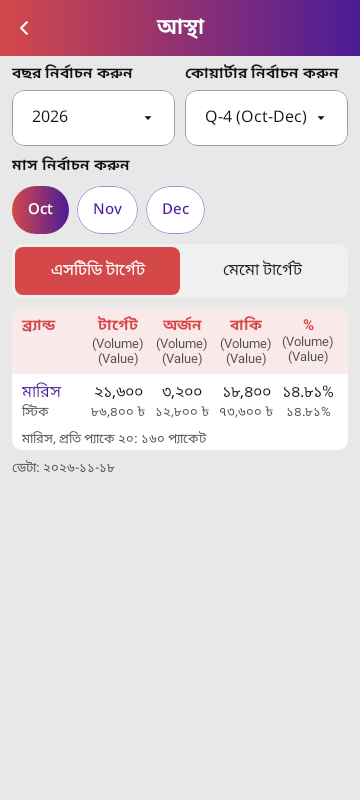 আস্থা
বছর নির্বাচন করুন
কোয়ার্টার নির্বাচন করুন
2026
Q-4 (Oct-Dec)
মাস নির্বাচন করুন
Oct
Nov
Dec
এসটিডি টার্গেট
মেমো টার্গেট
ব্র্যান্ড টার্গেট অর্জন বাকি %
(Volume) (Volume) (Volume) (Volume)
(Value) (Value) (Value) (Value)
মারিস ২১,৬০০ ৩,২০০ ১৮,৪০০ ১৪.৮১%
স্টিক ৮৬,৪০০ ৳ ১২,৮০০ ৳ ৭৩,৬০০ ৳ ১৪.৮১%
মারিস, প্রতি প্যাকে ২০: ১৬০ প্যাকেট
ডেটা: ২০২৬-১১-১৮